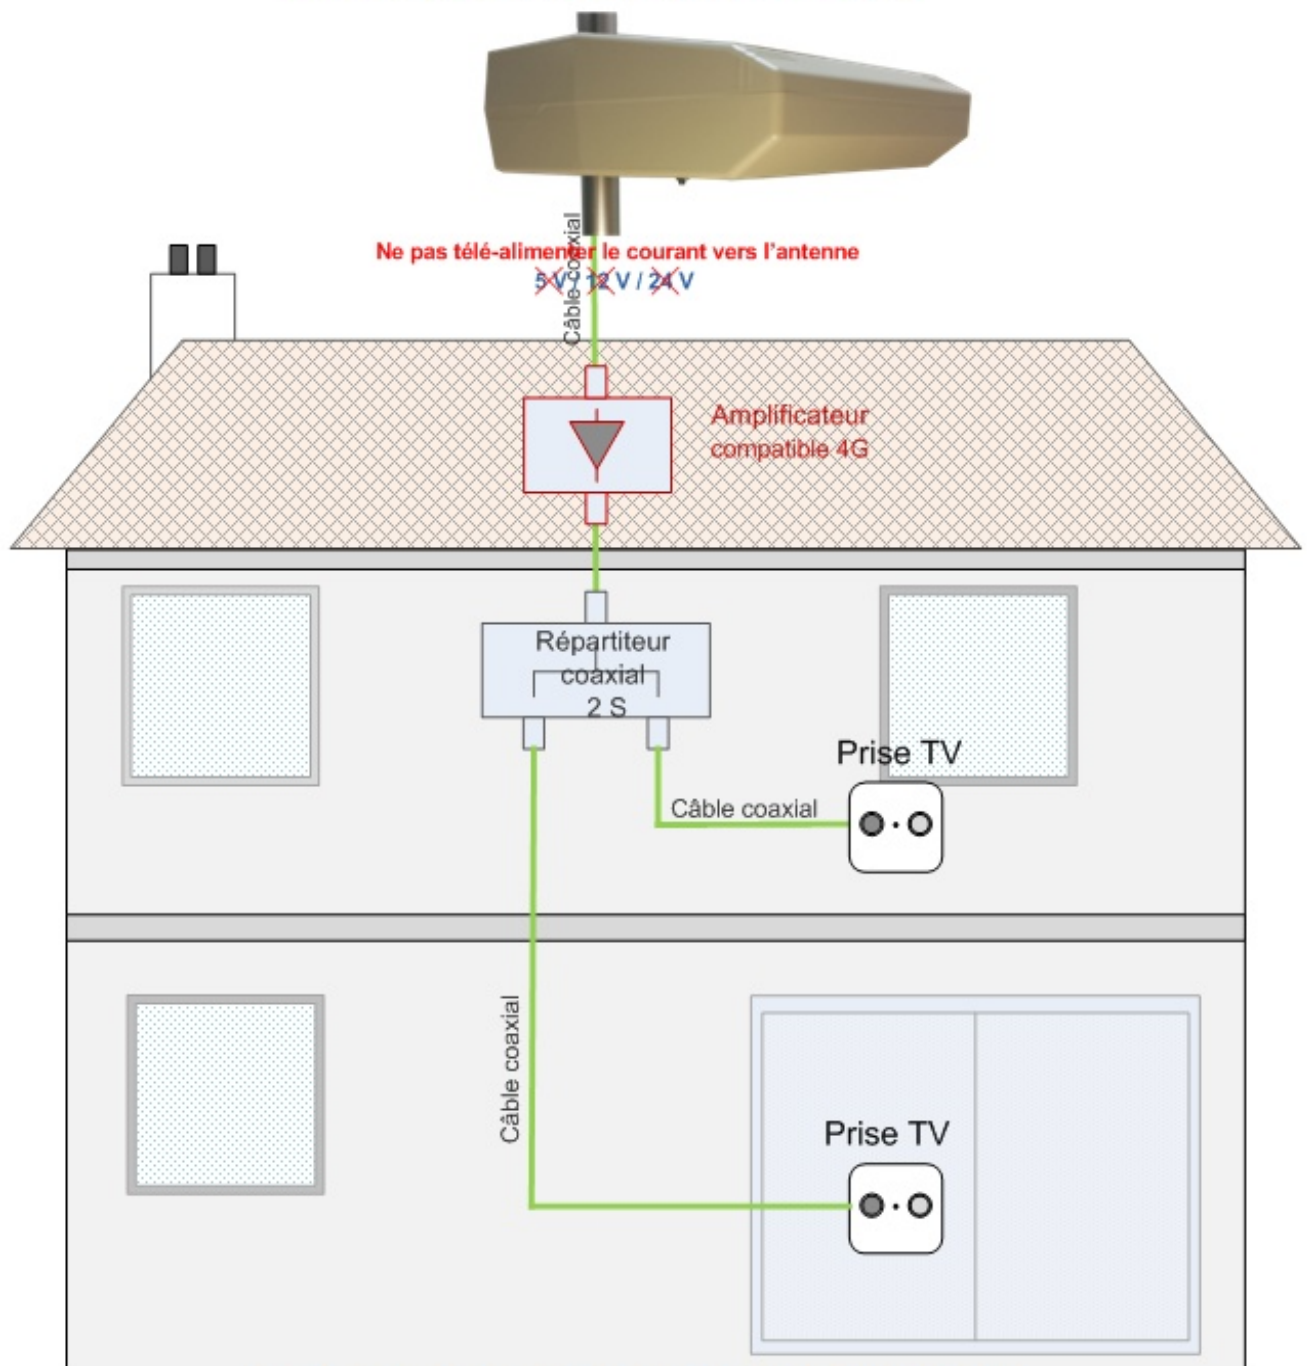 Câble coaxial
Ne pas télé-alimenter le courant vers l'antenne
5 V / 12 V / 24 V
Amplificateur
compatible 4G
Répartiteur
coaxial
2 S
Prise TV
Câble coaxial
Câble coaxial
Prise TV